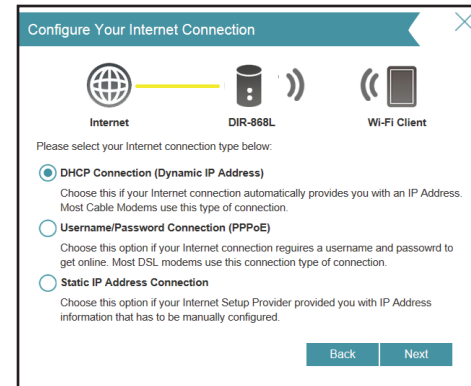 Configure Your Internet Connection
Internet
DIR-868L
Wi-Fi Client
Please select your Internet connection type below:
DHCP Connection (Dynamic IP Address)
Choose this if your Internet connection automatically provides you with an IP Address.
Most Cable Modems use this type of connection.
Username/Password Connection (PPPoE)
Choose this option if your Internet connection requires a username and passowrd to
get online. Most DSL modems use this connection type of connection.
Static IP Address Connection
Choose this option if your Internet Setup Provider provided you with IP Address
information that has to be manually configured.
Back
Next